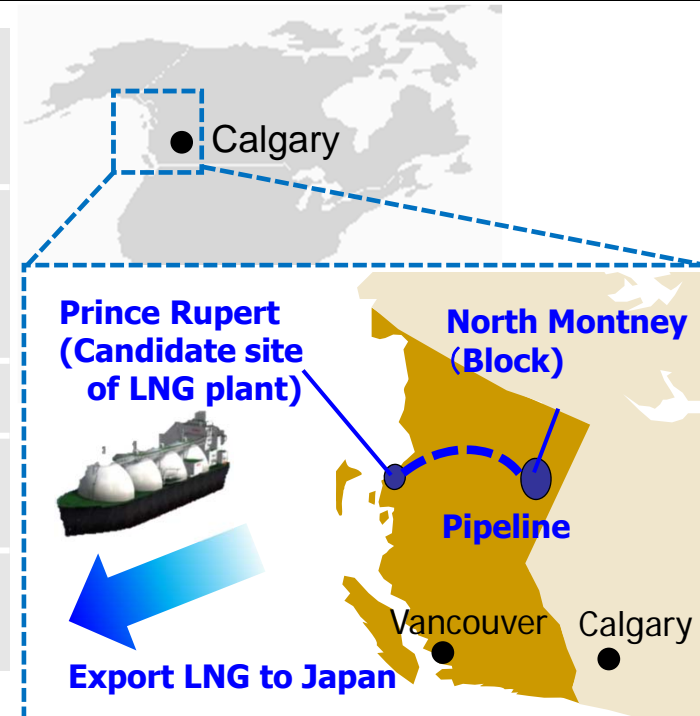 Calgary
Prince Rupert
(Candidate site
of LNG plant)
North Montney
（Block)
Pipeline
Vancouver
Calgary
Export LNG to Japan